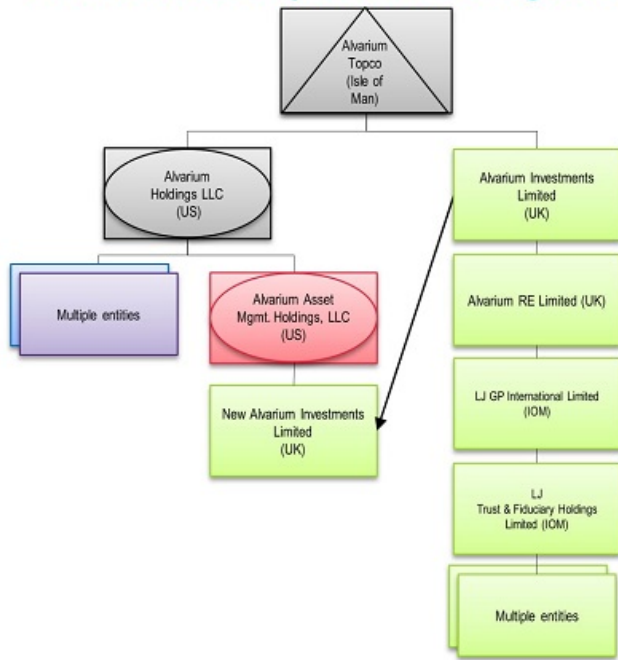 Alvarium
Topco
(Isle of
Man)
Alvarium
Holdings LLC
(US)
Alvarium Investments
Limited
(UK)
Multiple entities
Alvarium Asset
Mgmt. Holdings, LLC
(US)
Alvarium RE Limited (UK)
New Alvarium Investments
Limited
(UK)
LJ GP International Limited
(IOM)
LJ
Trust & Fiduciary Holdings
Limited (IOM)
Multiple entities